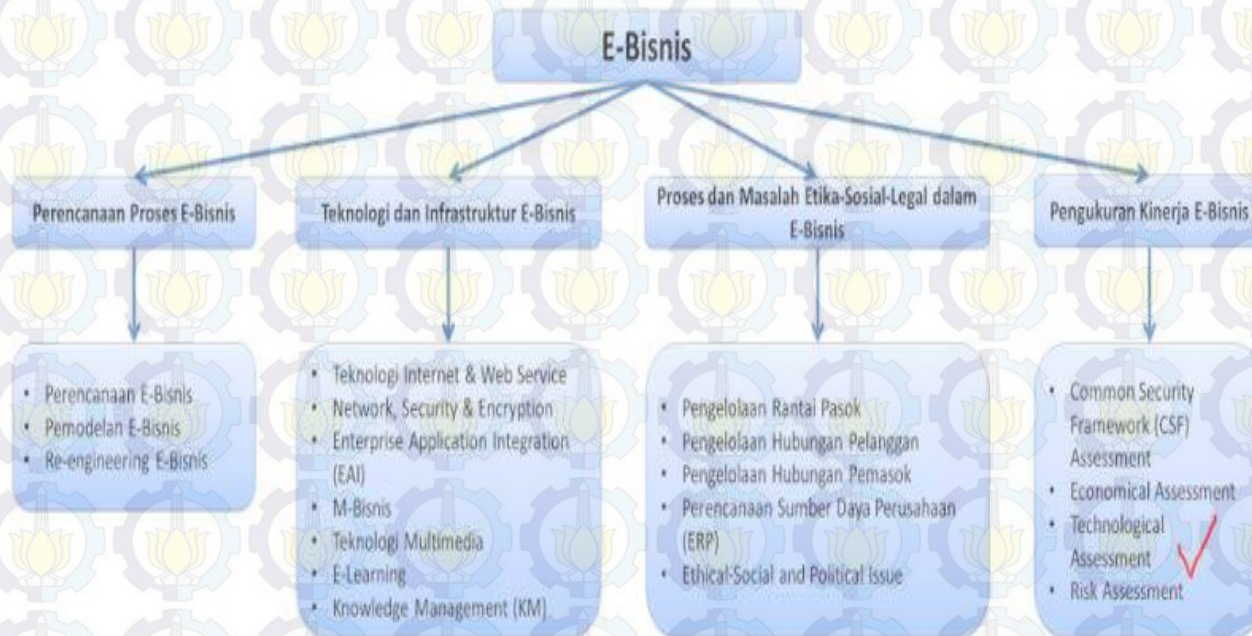 E-Bisnis
Perencanaan Proses E-Bisnis
Teknologi dan Infrastruktur E-Bisnis
Proses dan Masalah Etika-Sosial-Legal dalam
E-Bisnis
Pengukuran Kinerja E-Bisnis
• Perencanaan E-Bisnis
• Pemodelan E-Bisnis
• Re-engineering E-Bisnis
• Teknologi Internet & Web Service
• Network, Security & Encryption
• Enterprise Application Integration
(EAI)
• M-Bisnis
• Teknologi Multimedia
• E-Learning
• Knowledge Management (KM)
• Pengelolaan Rantai Pasok
• Pengelolaan Hubungan Pelanggan
• Pengelolaan Hubungan Pemasok
• Perencanaan Sumber Daya Perusahaan
(ERP)
• Ethical-Social and Political Issue
• Common Security
Framework (CSF)
Assessment
• Economical Assessment
• Technological
Assessment
• Risk Assessment